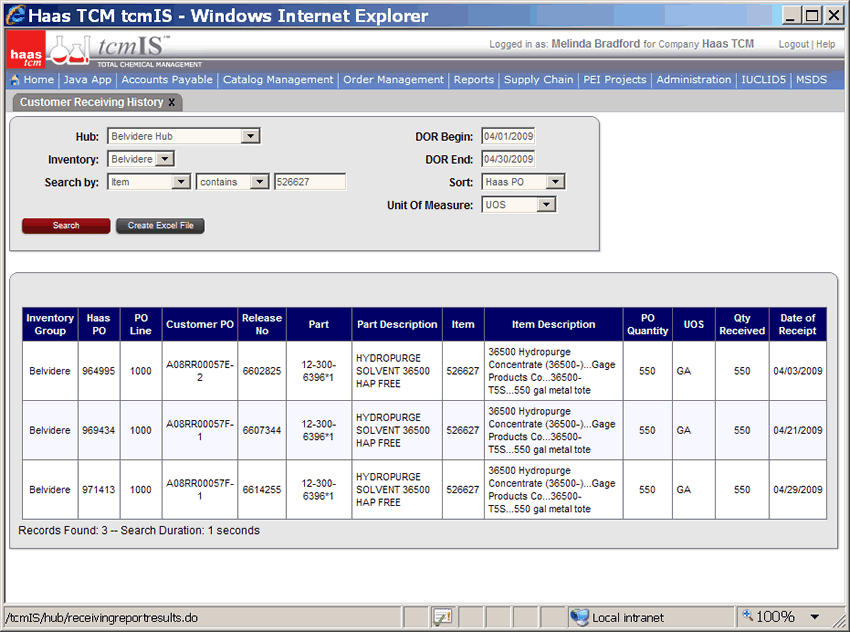 Haas TCM tcmIS - Windows Internet Explorer
haas tcm
tcmIS™
TOTAL CHEMICAL MANAGEMENT
Logged in as: Melinda Bradford for Company Haas TCM Logout | Help
Home | Java App | Accounts Payable | Catalog Management | Order Management | Reports | Supply Chain | PEI Projects | Administration | IUCLID5 | MSDS
Customer Receiving History x
Hub: Belvidere Hub DOR Begin: 04/01/2009
Inventory: Belvidere DOR End: 04/30/2009
Search by: Item contains 526627 Sort: Haas PO
Unit Of Measure: UOS
Search Create Excel File
Inventory Group Haas PO PO Line Customer PO Release No Part Part Description Item Item Description PO Quantity UOS Qty Received Date of Receipt
Belvidere 964995 1000 A08RR00057E-2 6602825 12-300-6396*1 HYDROPURGE SOLVENT 36500 HAP FREE 526627 36500 Hydropurge Concentrate (36500-)...Gage Products Co...36500-T5S...550 gal metal tote 550 GA 550 04/03/2009
Belvidere 969434 1000 A08RR00057F-1 6607344 12-300-6396*1 HYDROPURGE SOLVENT 36500 HAP FREE 526627 36500 Hydropurge Concentrate (36500-)...Gage Products Co...36500-T5S...550 gal metal tote 550 GA 550 04/21/2009
Belvidere 971413 1000 A08RR00057F-1 6614255 12-300-6396*1 HYDROPURGE SOLVENT 36500 HAP FREE 526627 36500 Hydropurge Concentrate (36500-)...Gage Products Co...36500-T5S...550 gal metal tote 550 GA 550 04/29/2009
Records Found: 3 -- Search Duration: 1 seconds
/tcmIS/hub/receivingreportresults.do Local intranet 100%